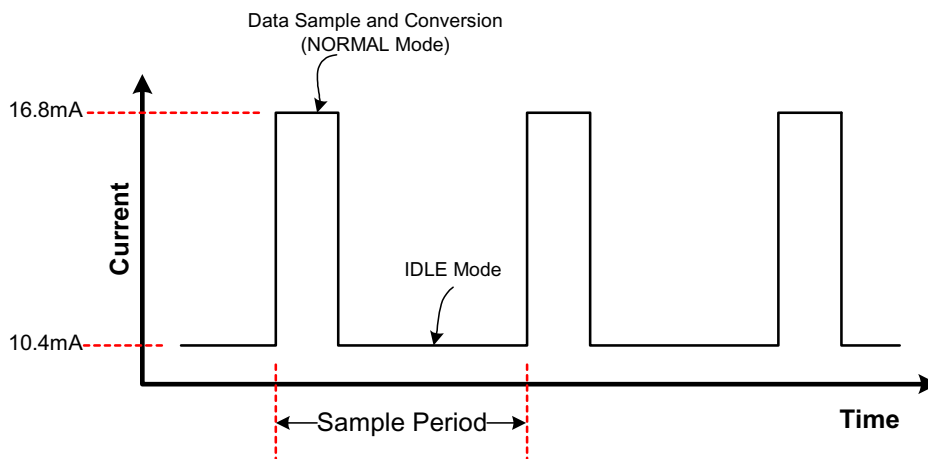 Data Sample and Conversion
(NORMAL Mode)
16.8mA
Current
IDLE Mode
10.4mA
Sample Period
Time